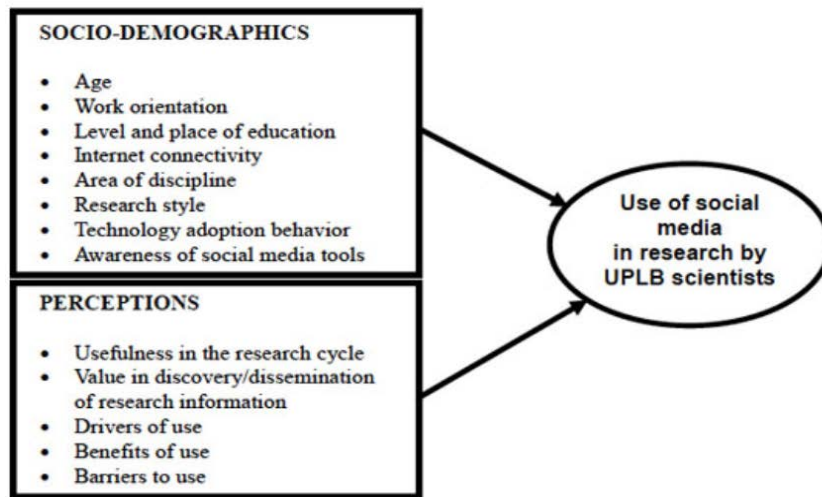 SOCIO-DEMOGRAPHICS
• Age
• Work orientation
• Level and place of education
• Internet connectivity
• Area of discipline
• Research style
• Technology adoption behavior
• Awareness of social media tools
PERCEPTIONS
• Usefulness in the research cycle
• Value in discovery/dissemination
of research information
• Drivers of use
• Benefits of use
• Barriers to use
Use of social
media
in research by
UPLB scientists